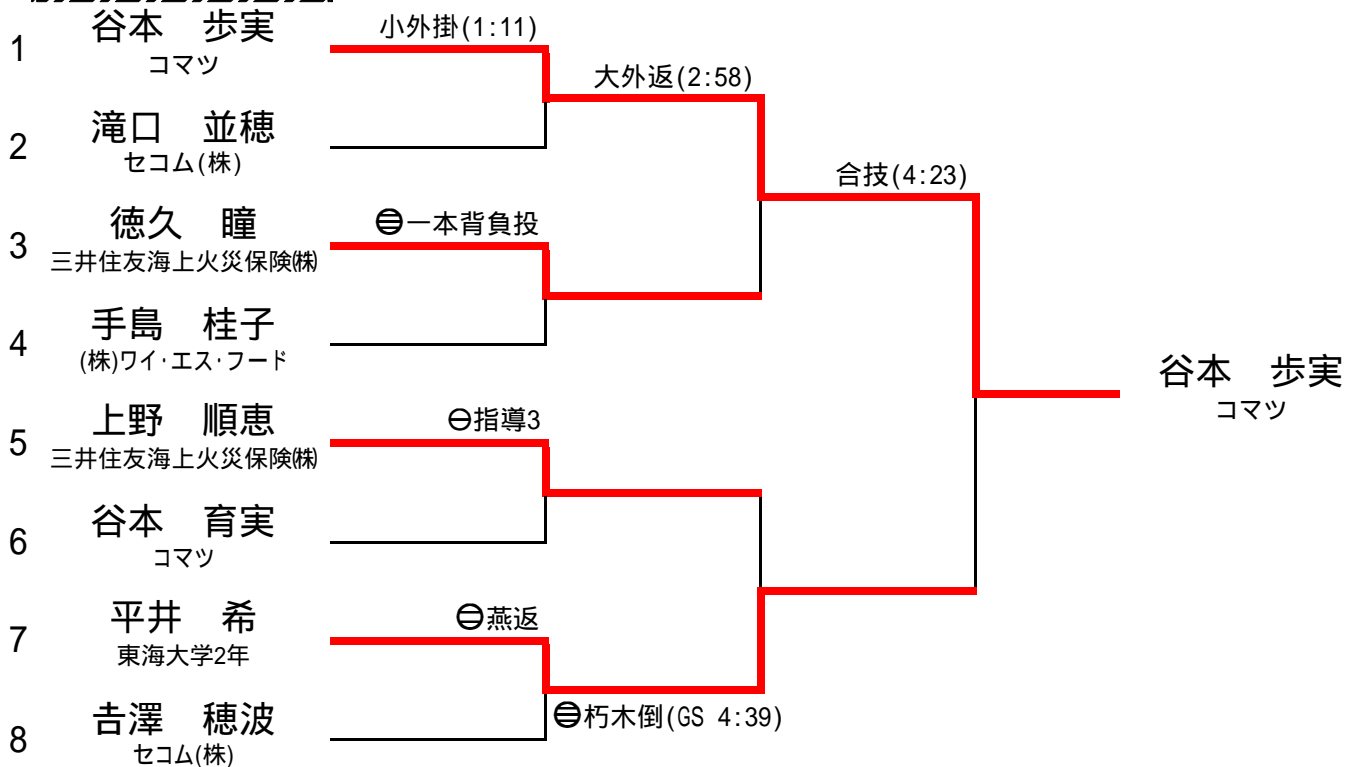 1
谷本 歩実
コマツ
小外掛(1:11)
大外返(2:58)
2
滝口 並穂
セコム(株)
合技(4:23)
3
徳久 瞳
三井住友海上火災保険㈱
一本背負投
4
手島 桂子
(株)ワイ・エス・フード
谷本 歩実
コマツ
5
上野 順恵
三井住友海上火災保険㈱
指導3
6
谷本 育実
コマツ
7
平井 希
東海大学2年
燕返
8
𠮷澤 穂波
セコム(株)
朽木倒(GS 4:39)